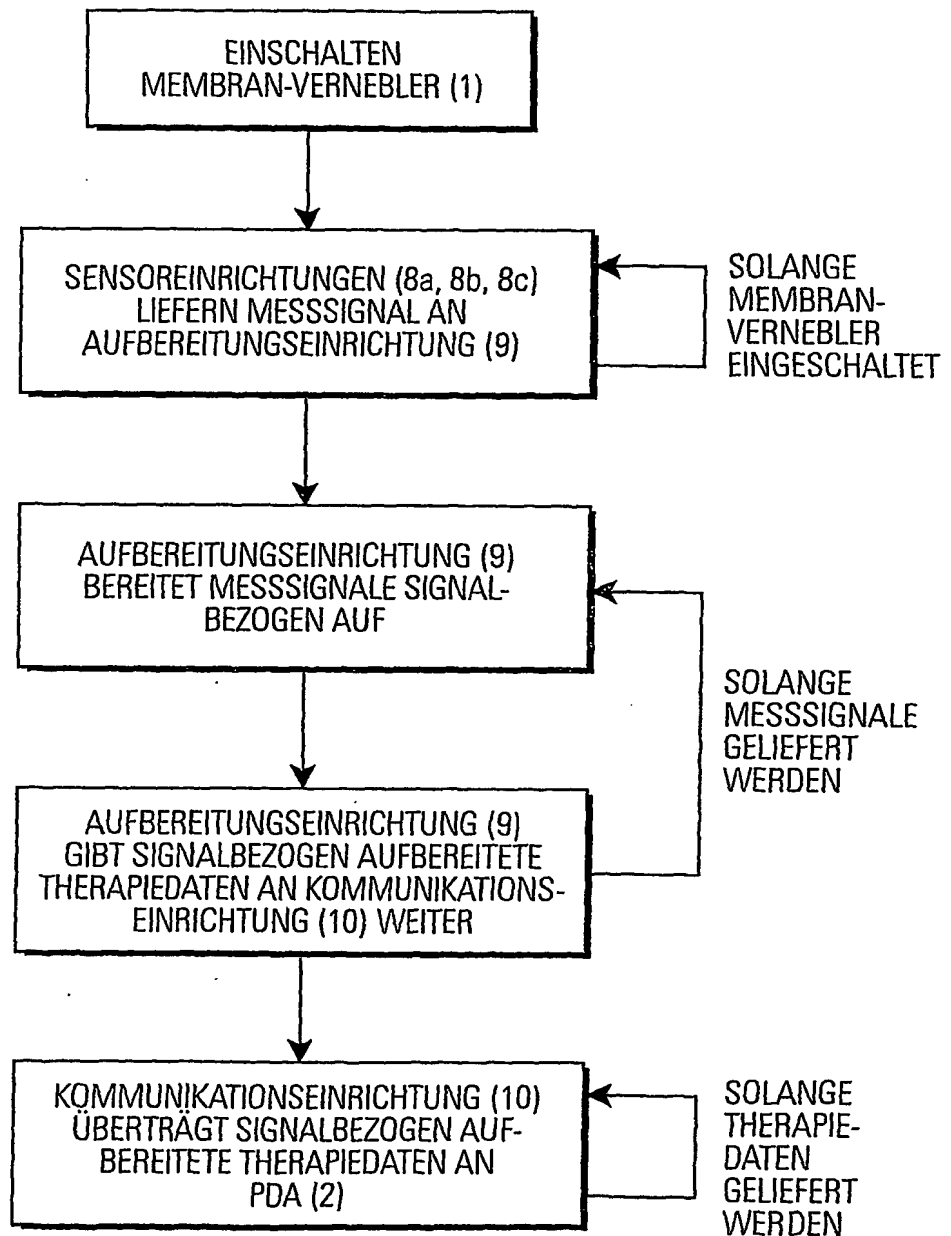 EINSCHALTEN
MEMBRAN-VERNEBLER (1)
SENSOREINRICHTUNGEN (8a, 8b, 8c)
LIEFERN MESSSIGNAL AN
AUFBEREITUNGSEINRICHTUNG (9)
SOLANGE
MEMBRAN-
VERNEBLER
EINGESCHALTET
AUFBEREITUNGSEINRICHTUNG (9)
BEREITET MESSSIGNALE SIGNAL-
BEZOGEN AUF
SOLANGE
MESSSIGNALE
GELIEFERT
WERDEN
AUFBEREITUNGSEINRICHTUNG (9)
GIBT SIGNALBEZOGEN AUFBEREITETE
THERAPIEDATEN AN KOMMUNIKATIONS-
EINRICHTUNG (10) WEITER
KOMMUNIKATIONSEINRICHTUNG (10)
ÜBERTRÄGT SIGNALBEZOGEN AUF-
BEREITETE THERAPIEDATEN AN
PDA (2)
SOLANGE
THERAPIE-
DATEN
GELIEFERT
WERDEN